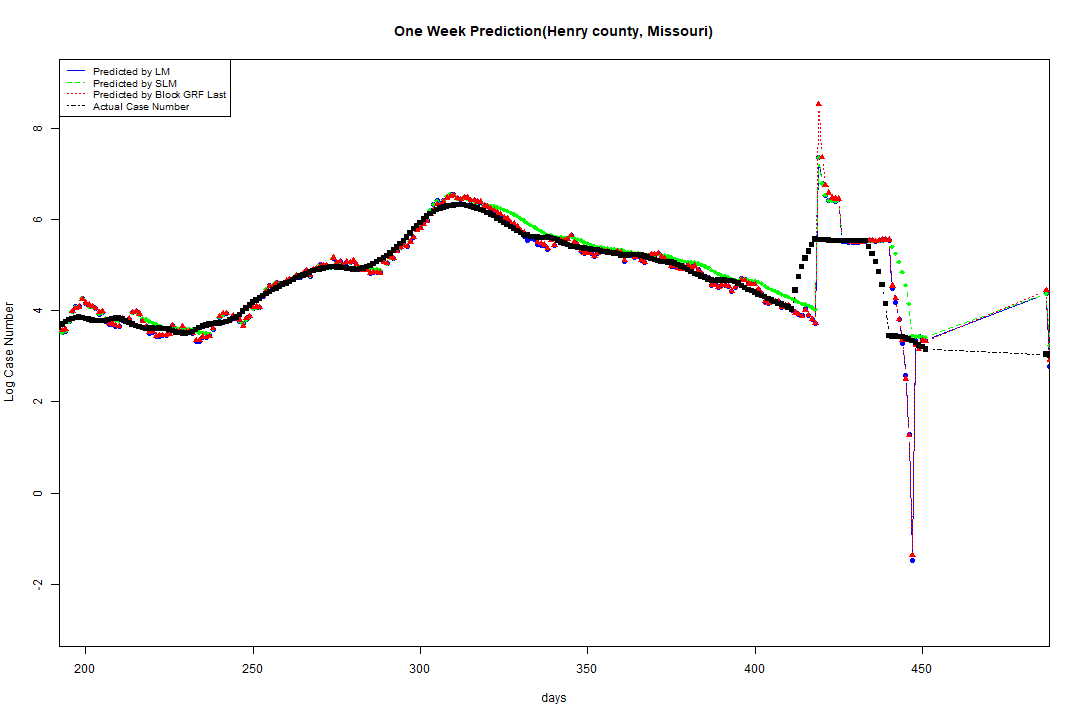 One Week Prediction(Henry county, Missouri)
Predicted by LM
Predicted by SLM
Predicted by Block GRF Last
Actual Case Number
8
6
4
2
0
-2
Log Case Number
200 250 300 350 400 450
days